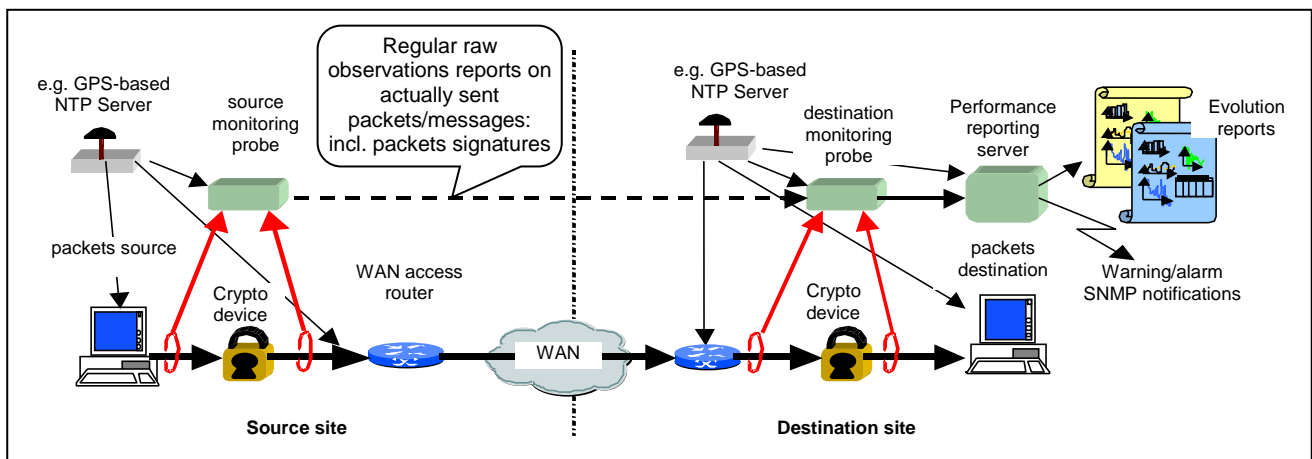 e.g. GPS-based
NTP Server
source
monitoring
probe
Regular raw
observations reports on
actually sent
packets/messages:
incl. packets signatures
e.g. GPS-based
NTP Server
destination
monitoring
probe
Performance
reporting
server
Evolution
reports
packets source
Crypto
device
WAN access
router
WAN
Crypto
device
packets
destination
Warning/alarm
SNMP notifications
Source site
Destination site